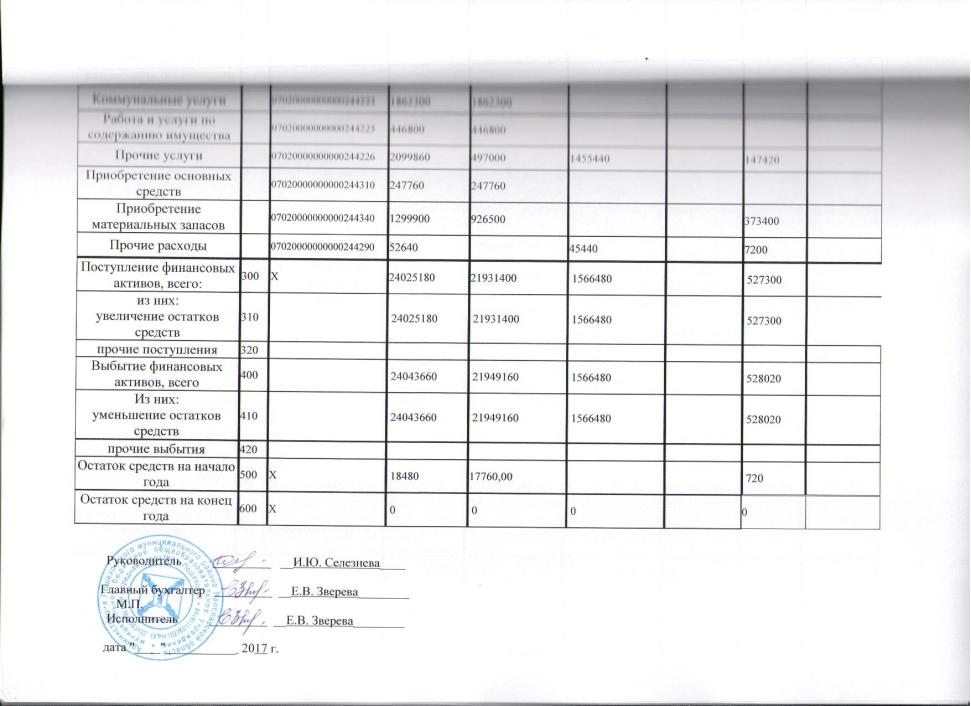 Коммунальные услуги 07020000000000244223 1862300 1862300
Работа и услуги по
содержанию имущества 07020000000000244225 446800 446800
Прочие услуги 07020000000000244226 2099860 497000 1455440 147420
Приобретение основных
средств 07020000000000244310 247760 247760
Приобретение
материальных запасов 07020000000000244340 1299900 926500 373400
Прочие расходы 07020000000000244290 52640 45440 7200
Поступление финансовых
активов, всего: 300 X 24025180 21931400 1566480 527300
из них:
увеличение остатков
средств 310 24025180 21931400 1566480 527300
прочие поступления 320
Выбытие финансовых
активов, всего 400 24043660 21949160 1566480 528020
Из них:
уменьшение остатков
средств 410 24043660 21949160 1566480 528020
прочие выбытия 420
Остаток средств на начало
года 500 X 18480 17760,00 720
Остаток средств на конец
года 600 X 0 0 0 0
Руководитель И.Ю. Селезнева
Главный бухгалтер Е.В. Зверева
М.П.
Исполнитель Е.В. Зверева
дата "____"____________ 2017 г.